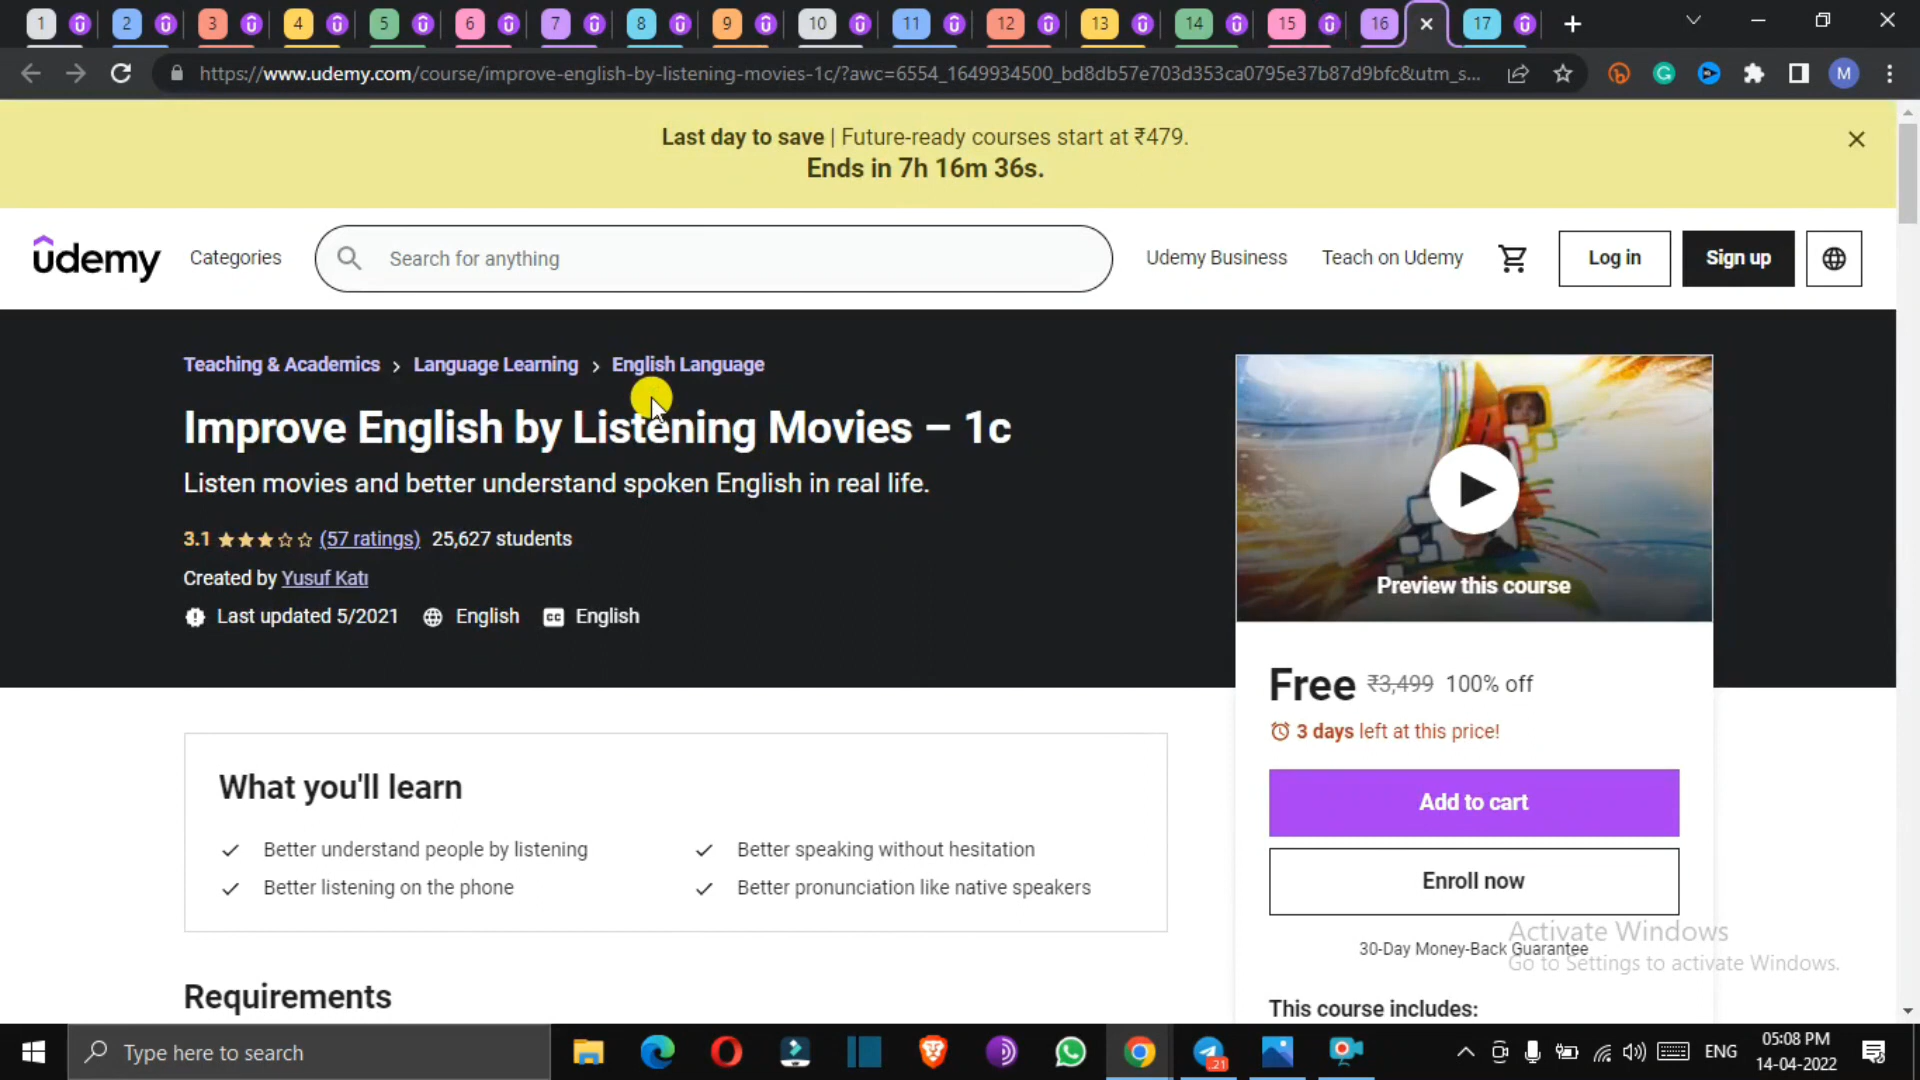 1 2 3 4 5 6 7 8 9 10 11 12 13 14 15 16 17
https://www.udemy.com/course/improve-english-by-listening-movies-1c/?awc=6554_1649934500_bd8db57e703d353ca0795e37b87d9bfc&utm_s...
M
Last day to save | Future-ready courses start at ₹479.
Ends in 7h 16m 36s.
udemy Categories Search for anything Udemy Business Teach on Udemy Log in Sign up
Teaching & Academics > Language Learning > English Language
Improve English by Listening Movies – 1c
Listen movies and better understand spoken English in real life.
3.1 (57 ratings) 25,627 students
Created by Yusuf Katı
Last updated 5/2021 English CC English
Preview this course
Free ₹3,499 100% off
3 days left at this price!
Add to cart
Enroll now
30-Day Money-Back Guarantee
This course includes:
What you'll learn
Better understand people by listening
Better speaking without hesitation
Better listening on the phone
Better pronunciation like native speakers
Requirements
Activate Windows
Go to Settings to activate Windows.
Type here to search
21
ENG
05:08 PM
14-04-2022